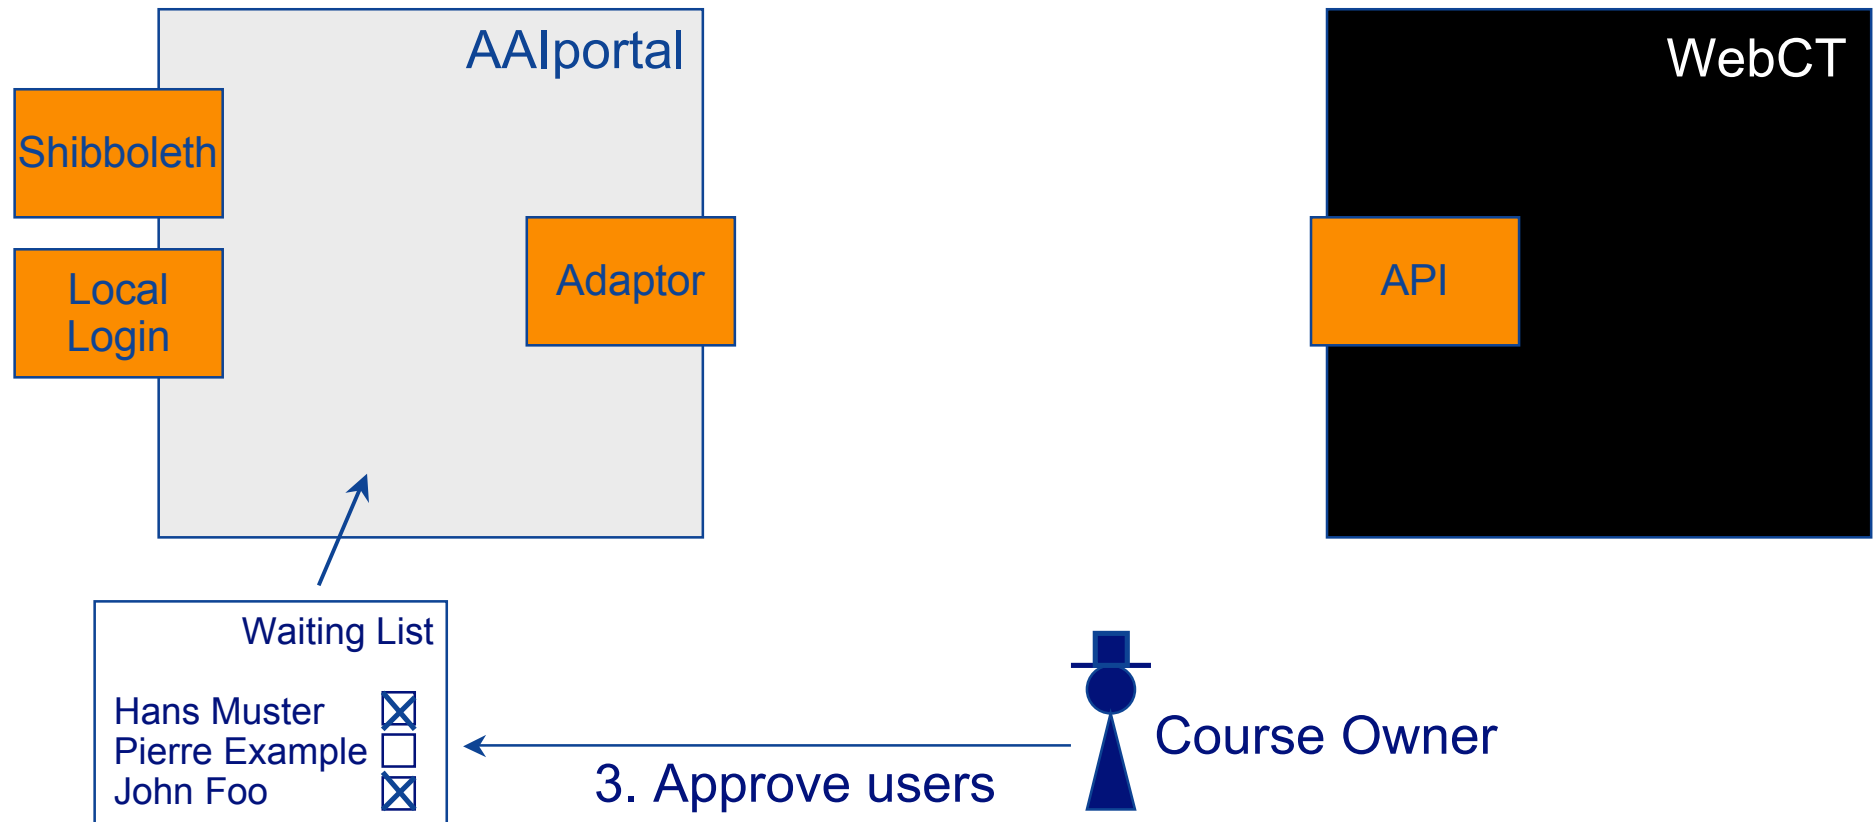 AAIportal
WebCT
Shibboleth
Local
Login
Adaptor
API
Waiting List
Hans Muster
Pierre Example
John Foo
3. Approve users
Course Owner